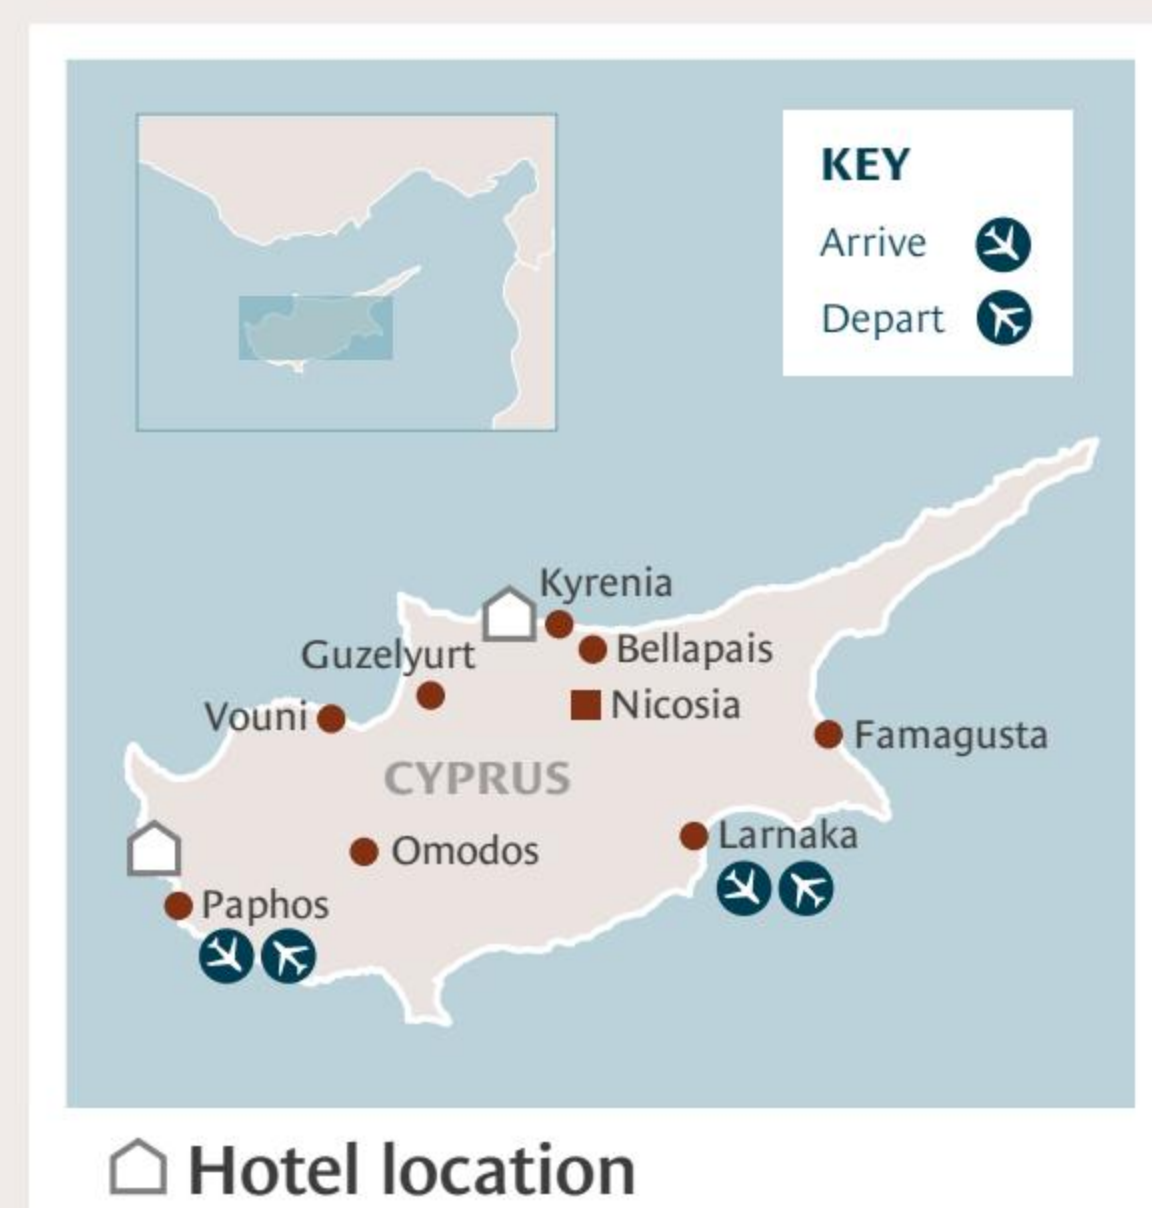 KEY
Arrive
Depart
Kyrenia
Guzelyurt
Bellapais
Vouni
Nicosia
Famagusta
CYPRUS
Larnaka
Omodos
Paphos
Hotel location